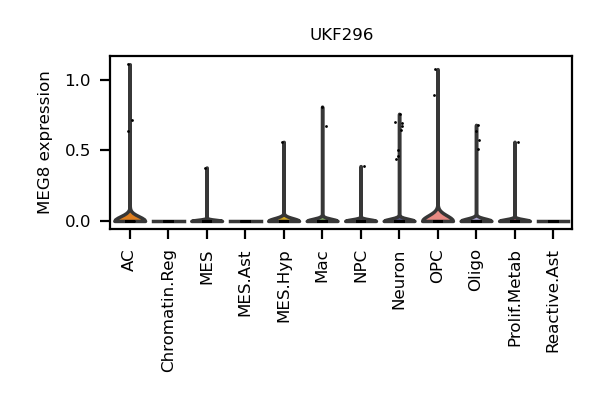 UKF296
MEG8 expression
1.0
0.5
0.0
AC
Chromatin.Reg
MES
MES.Ast
MES.Hyp
Mac
NPC
Neuron
OPC
Oligo
Prolif.Metab
Reactive.Ast